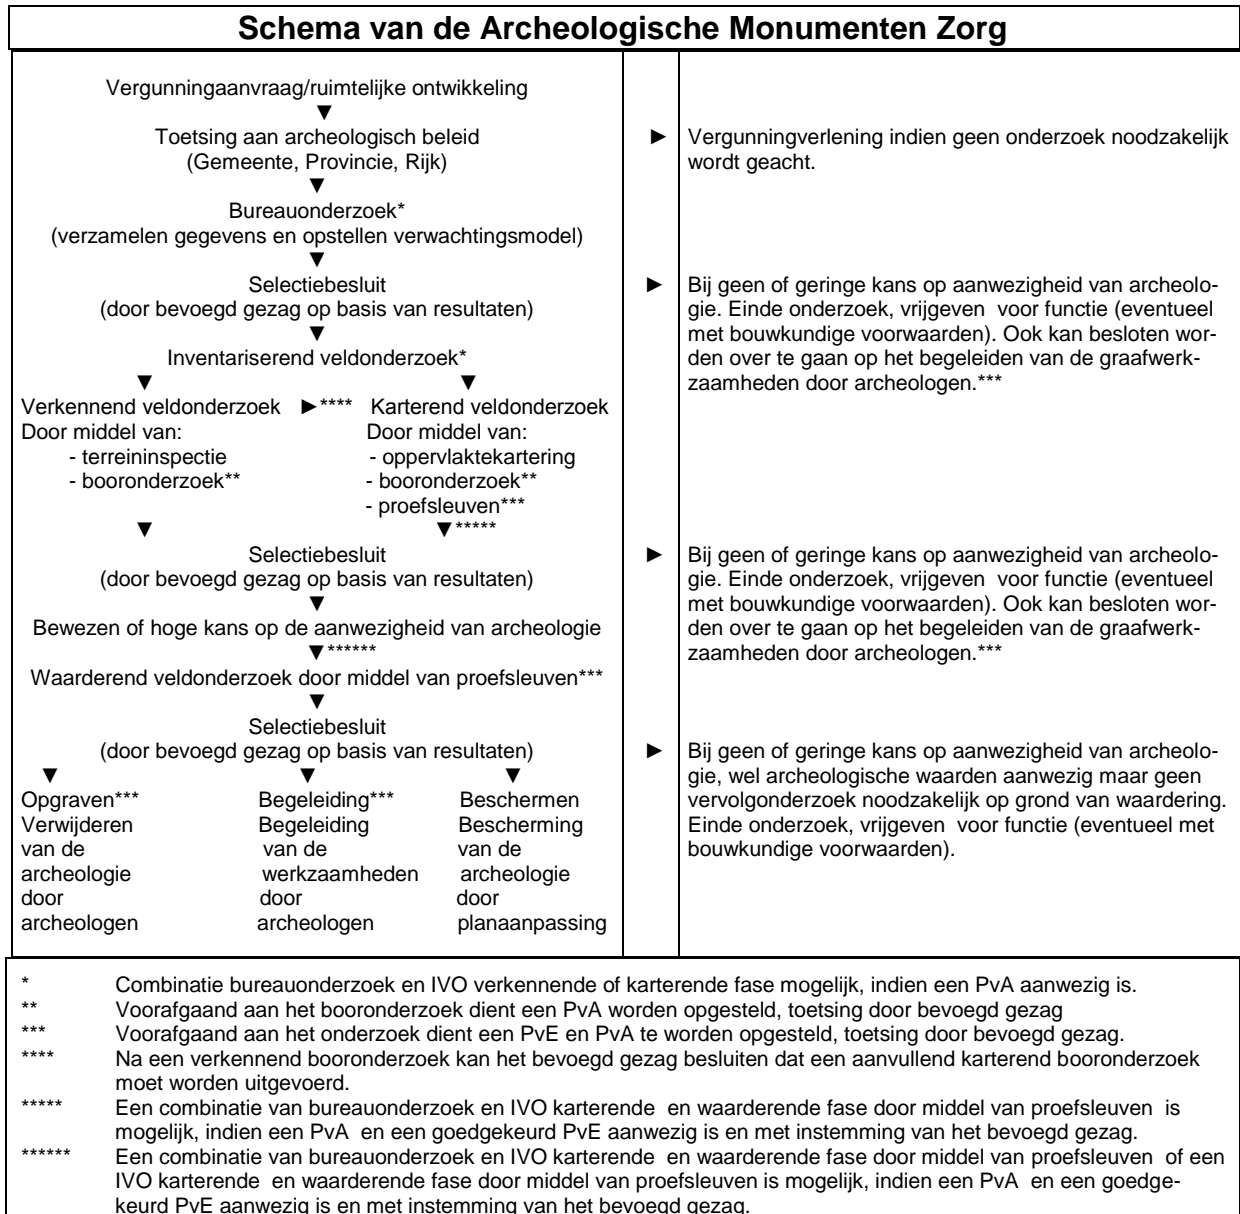 Schema van de Archeologische Monumenten Zorg
Vergunningaanvraag/ruimtelijke ontwikkeling
▼
Toetsing aan archeologisch beleid
(Gemeente, Provincie, Rijk)
► Vergunningverlening indien geen onderzoek noodzakelijk
wordt geacht.
▼
Bureauonderzoek*
(verzamelen gegevens en opstellen verwachtingsmodel)
▼
Selectiebesluit
(door bevoegd gezag op basis van resultaten)
► Bij geen of geringe kans op aanwezigheid van archeolo-
gie. Einde onderzoek, vrijgeven voor functie (eventueel
met bouwkundige voorwaarden). Ook kan besloten wor-
den over te gaan op het begeleiden van de graafwerk-
zaamheden door archeologen.***
▼
Inventariserend veldonderzoek*
▼ ▼
Verkennend veldonderzoek ►**** Karterend veldonderzoek
Door middel van: Door middel van:
- terreininspectie - oppervlaktekartering
- booronderzoek** - booronderzoek**
- proefsleuven***
▼ ▼*****
Selectiebesluit
(door bevoegd gezag op basis van resultaten)
► Bij geen of geringe kans op aanwezigheid van archeolo-
gie. Einde onderzoek, vrijgeven voor functie (eventueel
met bouwkundige voorwaarden). Ook kan besloten wor-
den over te gaan op het begeleiden van de graafwerk-
zaamheden door archeologen.***
▼
Bewezen of hoge kans op de aanwezigheid van archeologie
▼******
Waarderend veldonderzoek door middel van proefsleuven***
▼
Selectiebesluit
(door bevoegd gezag op basis van resultaten)
► Bij geen of geringe kans op aanwezigheid van archeolo-
gie, wel archeologische waarden aanwezig maar geen
vervolgonderzoek noodzakelijk op grond van waardering.
Einde onderzoek, vrijgeven voor functie (eventueel met
bouwkundige voorwaarden).
▼ ▼ ▼
Opgraven*** Begeleiding*** Beschermen
Verwijderen Begeleiding Bescherming
van de van de van de
archeologie werkzaamheden archeologie
door door door
archeologen archeologen planaanpassing
* Combinatie bureauonderzoek en IVO verkennende of karterende fase mogelijk, indien een PvA aanwezig is.
** Voorafgaand aan het booronderzoek dient een PvA worden opgesteld, toetsing door bevoegd gezag
*** Voorafgaand aan het onderzoek dient een PvE en PvA te worden opgesteld, toetsing door bevoegd gezag.
**** Na een verkennend booronderzoek kan het bevoegd gezag besluiten dat een aanvullend karterend booronderzoek
moet worden uitgevoerd.
***** Een combinatie van bureauonderzoek en IVO karterende en waarderende fase door middel van proefsleuven is
mogelijk, indien een PvA en een goedgekeurd PvE aanwezig is en met instemming van het bevoegd gezag.
****** Een combinatie van bureauonderzoek en IVO karterende en waarderende fase door middel van proefsleuven of een
IVO karterende en waarderende fase door middel van proefsleuven is mogelijk, indien een PvA en een goedge-
keurd PvE aanwezig is en met instemming van het bevoegd gezag.